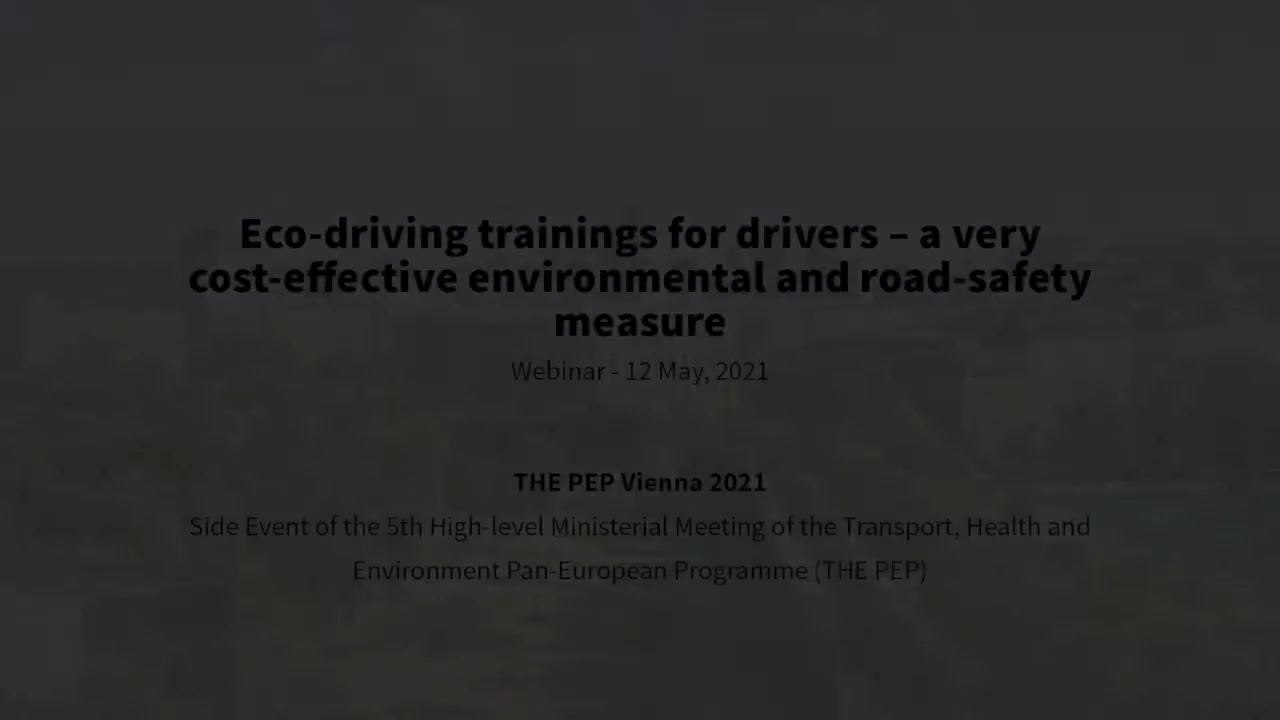 Eco-driving trainings for drivers – a very
cost-effective environmental and road-safety
measure
Webinar - 12 May, 2021
THE PEP Vienna 2021
Side Event of the 5th High-level Ministerial Meeting of the Transport, Health and
Environment Pan-European Programme (THE PEP)